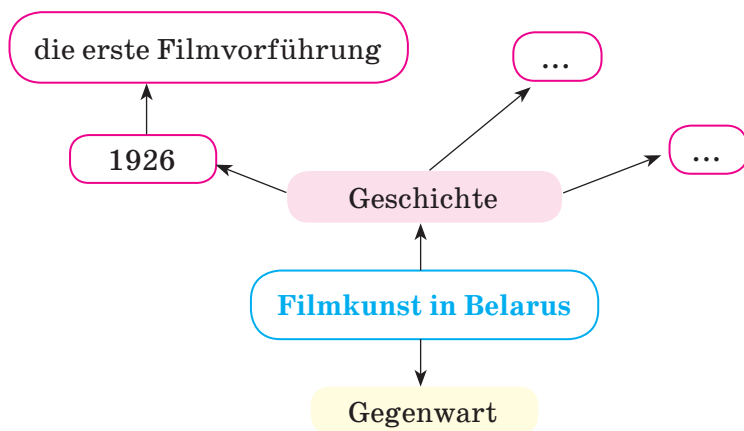 die erste Filmvorführung
...
1926
...
Geschichte
Filmkunst in Belarus
Gegenwart